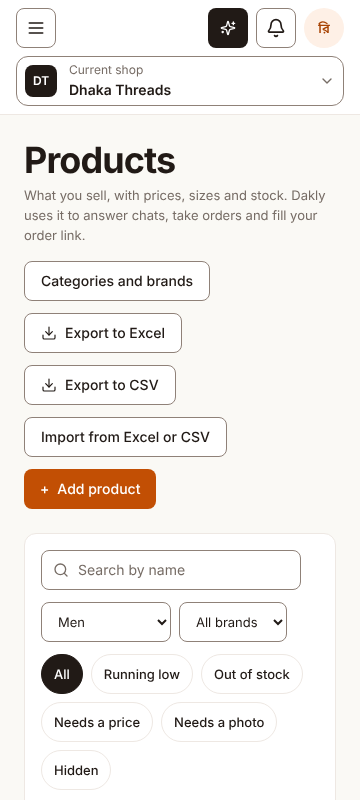 রি
DT
Current shop
Dhaka Threads
Products
What you sell, with prices, sizes and stock. Dakly
uses it to answer chats, take orders and fill your
order link.
Categories and brands
Export to Excel
Export to CSV
Import from Excel or CSV
+ Add product
Search by name
Men
All brands
All
Running low
Out of stock
Needs a price
Needs a photo
Hidden